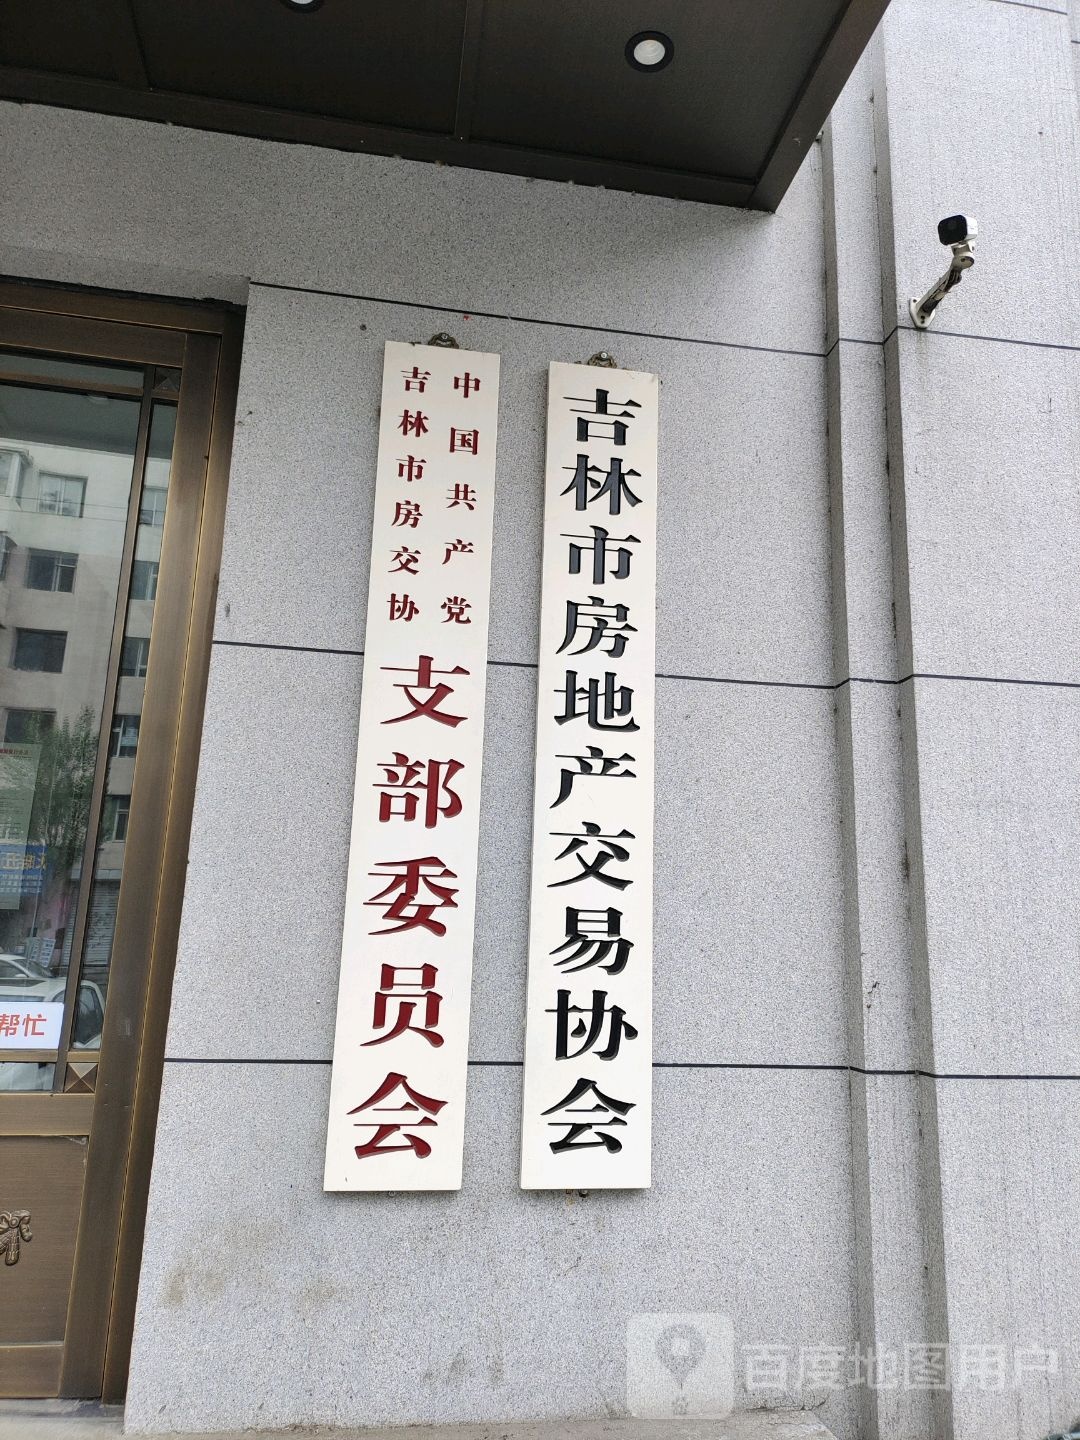 中国共产党
吉林市房交协
支部委员会
吉林市房地产交易协会
帮忙
百度地图用户